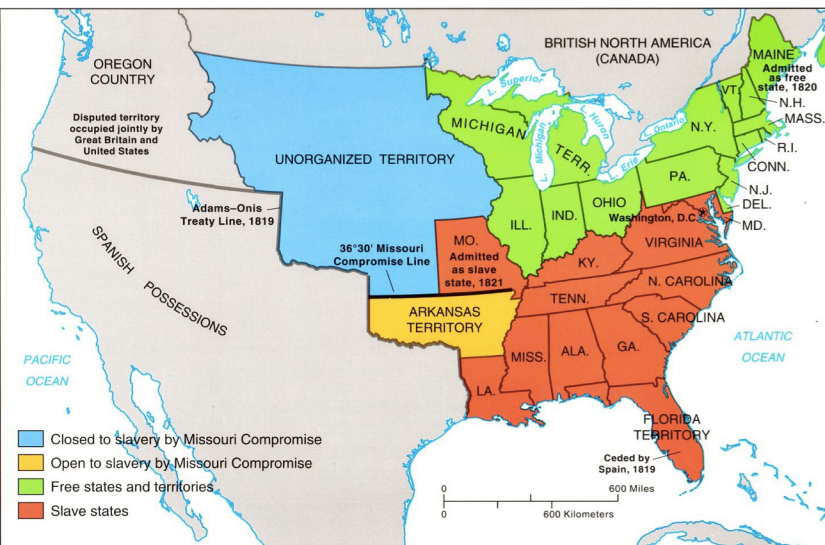 OREGON
COUNTRY
Disputed territory
occupied jointly by
Great Britain and
United States
BRITISH NORTH AMERICA
(CANADA)
MAINE
Admitted
as free
state, 1820
L. Superior
VT.
N.H.
MASS.
MICHIGAN
TERR.
L. Michigan
L. Huron
L. Ontario
L. Erie
N.Y.
R.I.
CONN.
UNORGANIZED TERRITORY
PA.
N.J.
DEL.
MD.
Adams–Onis
Treaty Line, 1819
ILL.
IND.
OHIO
Washington, D.C.
36°30' Missouri
Compromise Line
MO.
Admitted
as slave
state, 1821
VIRGINIA
KY.
SPANISH POSSESSIONS
N. CAROLINA
TENN.
ARKANSAS
TERRITORY
S. CAROLINA
MISS.
ALA.
GA.
LA.
PACIFIC
OCEAN
ATLANTIC
OCEAN
FLORIDA
TERRITORY
Ceded by
Spain, 1819
Closed to slavery by Missouri Compromise
Open to slavery by Missouri Compromise
Free states and territories
Slave states
0 600 Miles
0 600 Kilometers